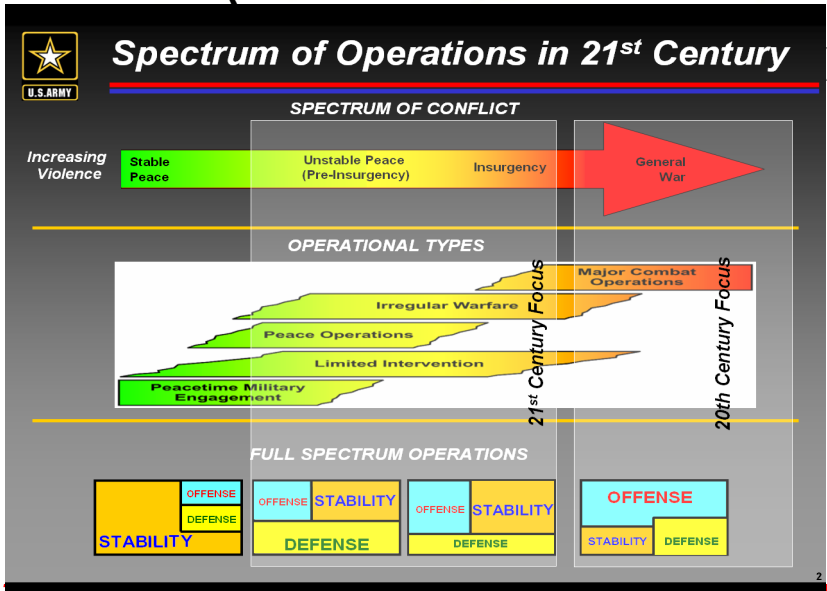 Spectrum of Operations in 21st Century
U.S.ARMY
SPECTRUM OF CONFLICT
Increasing
Violence
Stable
Peace
Unstable Peace
(Pre-Insurgency)
Insurgency
General
War
OPERATIONAL TYPES
Major Combat
Operations
Irregular Warfare
Peace Operations
Limited Intervention
Peacetime Military
Engagement
21st Century Focus
20th Century Focus
FULL SPECTRUM OPERATIONS
OFFENSE
DEFENSE
STABILITY
OFFENSE
STABILITY
DEFENSE
OFFENSE
STABILITY
DEFENSE
OFFENSE
STABILITY
DEFENSE
2